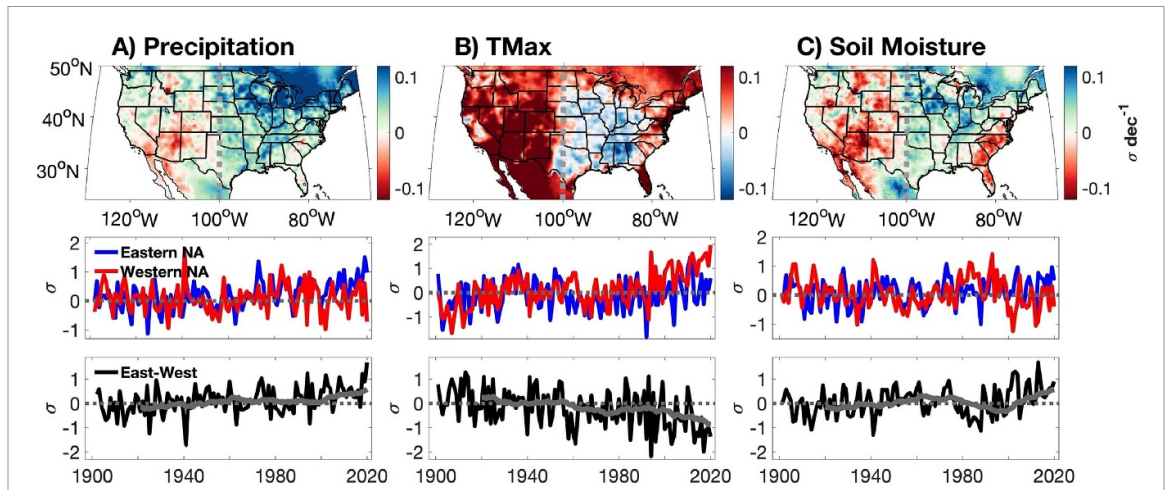 A) Precipitation B) TMax C) Soil Moisture
50°N 0.1 0.1 0.1
40°N 0 0 0 σ dec⁻¹
30°N -0.1 -0.1 -0.1
120°W 100°W 80°W 120°W 100°W 80°W 120°W 100°W 80°W
2 2 2
Eastern NA
Western NA
1 1 1
σ 0 σ 0 σ 0
-1 -1 -1
East-West
1 1 1
σ 0 σ 0 σ 0
-1 -1 -1
-2 -2 -2
1900 1940 1980 2020 1900 1940 1980 2020 1900 1940 1980 2020